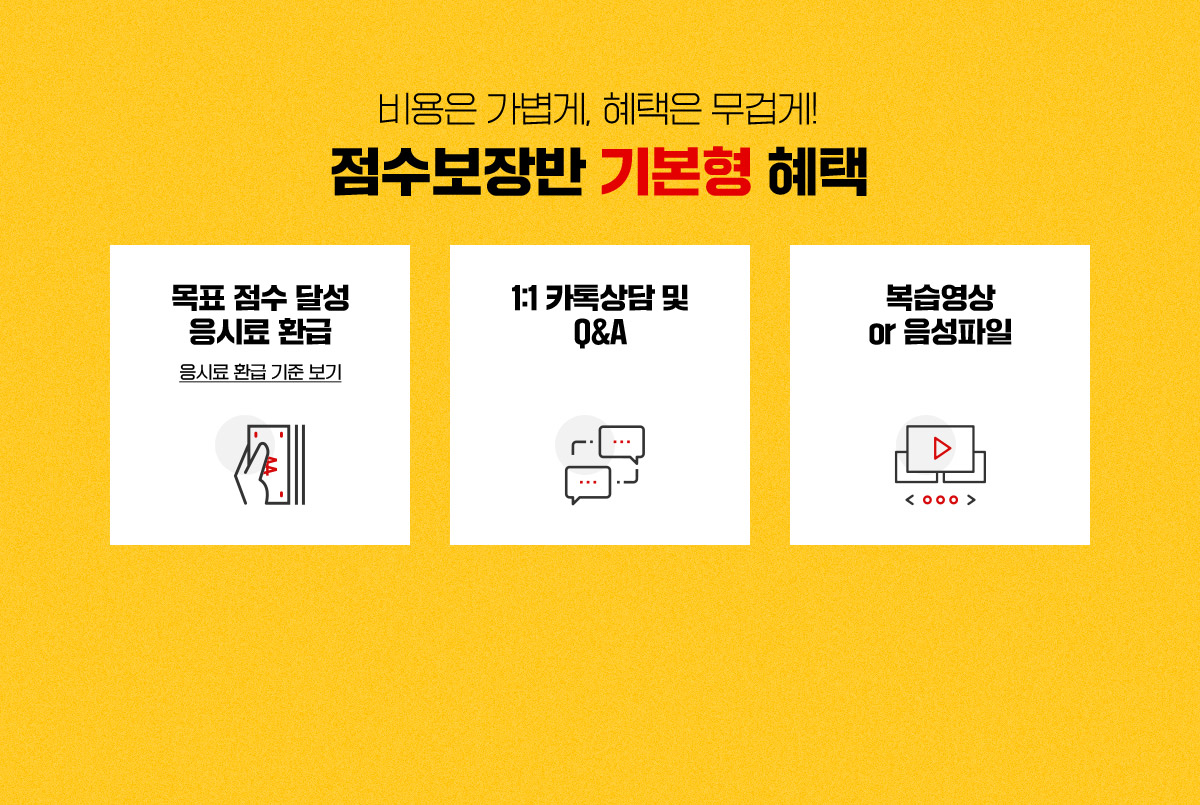 비용은 가볍게, 혜택은 무겁게!
점수보장반 기본형 혜택
목표 점수 달성
응시료 환급
응시료 환급 기준 보기
1:1 카톡상담 및
Q&A
복습영상
or 음성파일